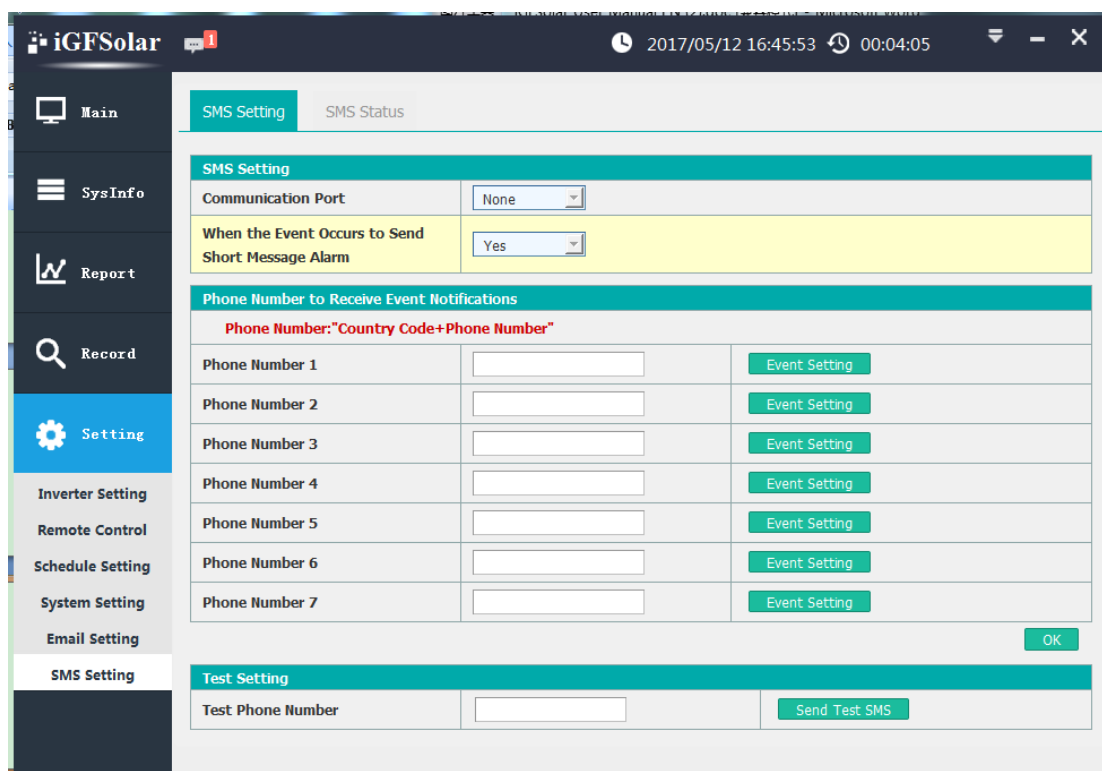 iGFSolar
1
2017/05/12 16:45:53
00:04:05
Main
SysInfo
Report
Record
Setting
Inverter Setting
Remote Control
Schedule Setting
System Setting
Email Setting
SMS Setting
SMS Setting
SMS Status
SMS Setting
Communication Port
None
When the Event Occurs to Send
Short Message Alarm
Yes
Phone Number to Receive Event Notifications
Phone Number:"Country Code+Phone Number"
Phone Number 1
Event Setting
Phone Number 2
Event Setting
Phone Number 3
Event Setting
Phone Number 4
Event Setting
Phone Number 5
Event Setting
Phone Number 6
Event Setting
Phone Number 7
Event Setting
OK
Test Setting
Test Phone Number
Send Test SMS